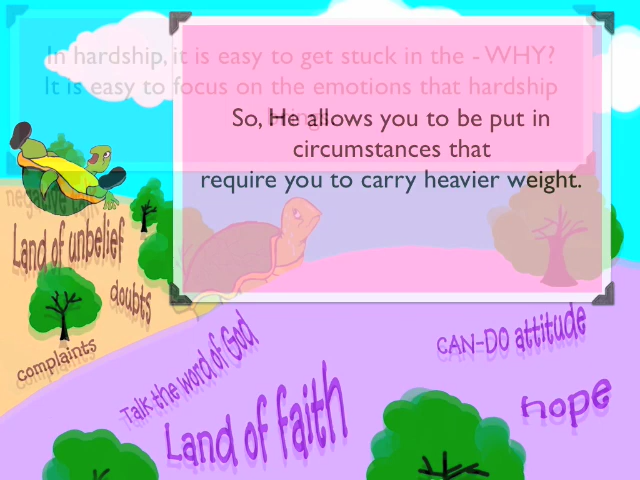 In hardship, it is easy to get stuck in the - WHY?
It is easy to focus on the emotions that hardship
brings.
So, He allows you to be put in
circumstances that
require you to carry heavier weight.
negative
Land of unbelief
doubts
complaints
Talk the word of God
Land of faith
CAN-DO attitude
hope